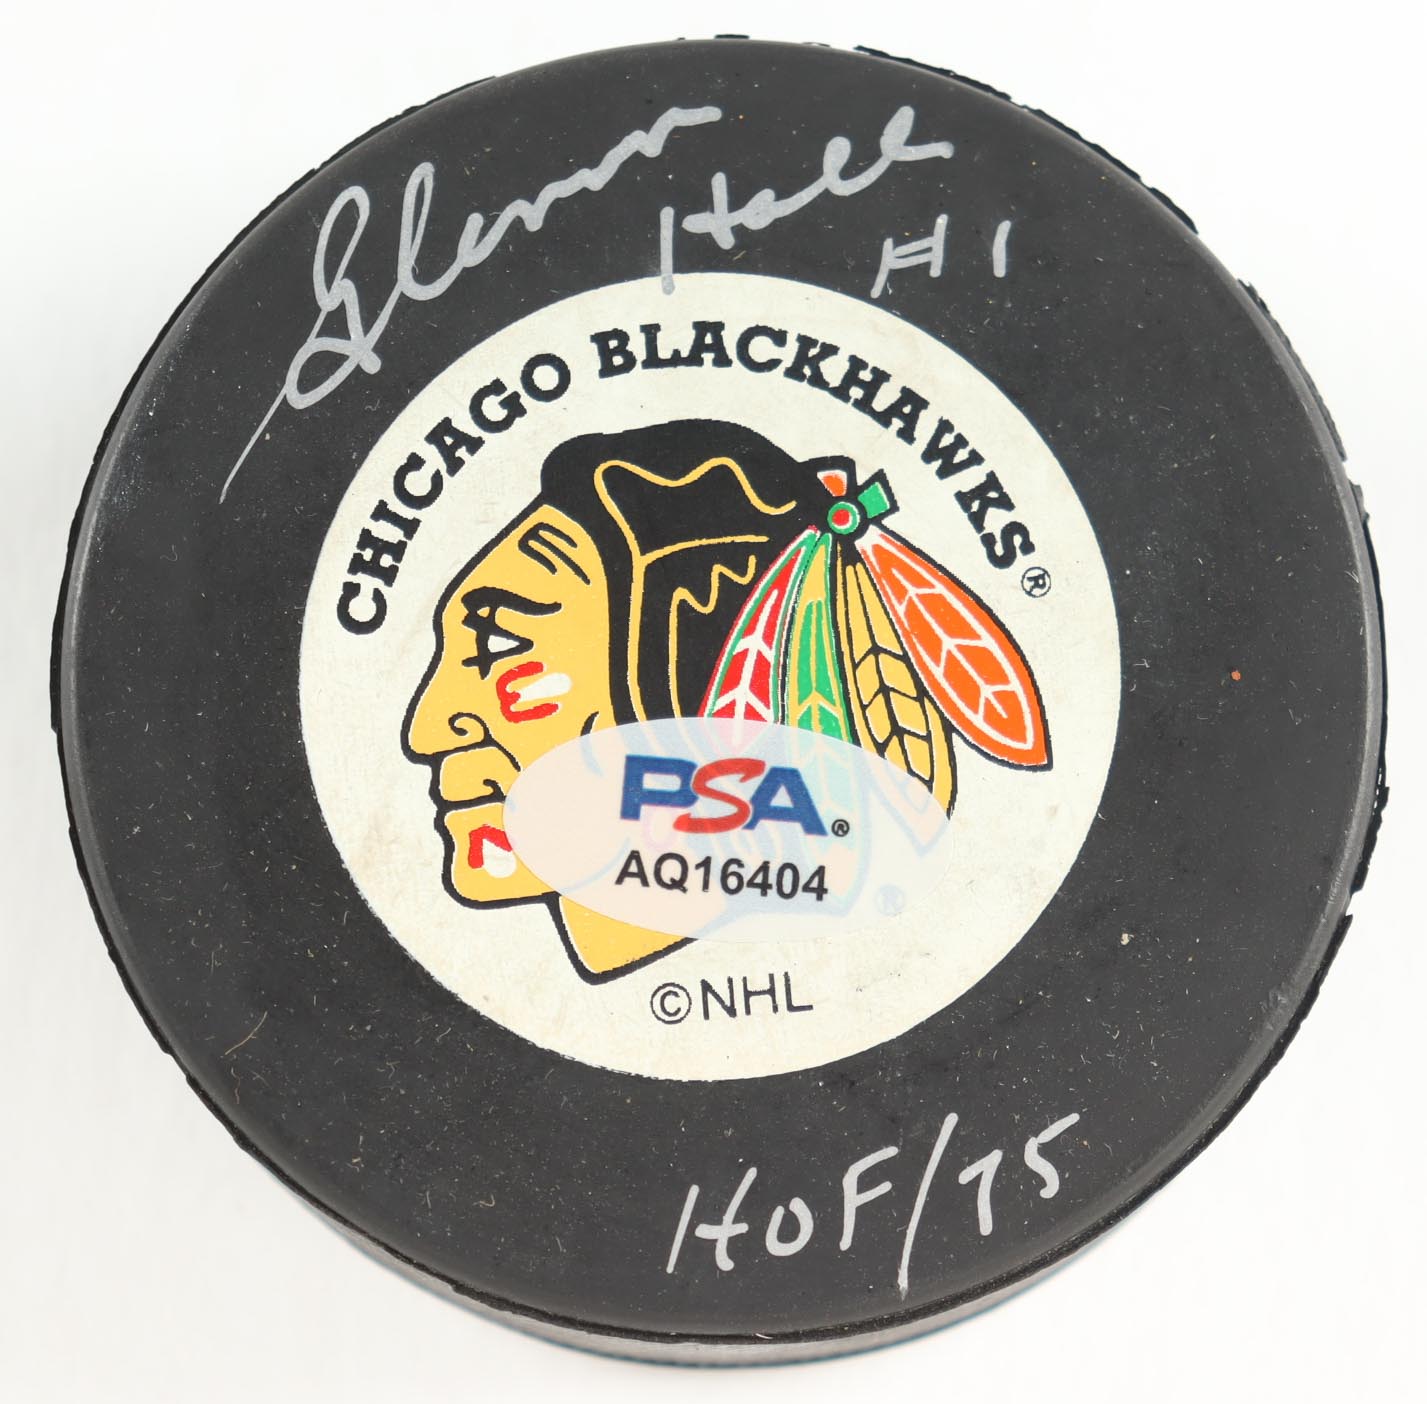 Glenn Hall #1
CHICAGO BLACKHAWKS®
PSA®
AQ16404
©NHL
HOF/75